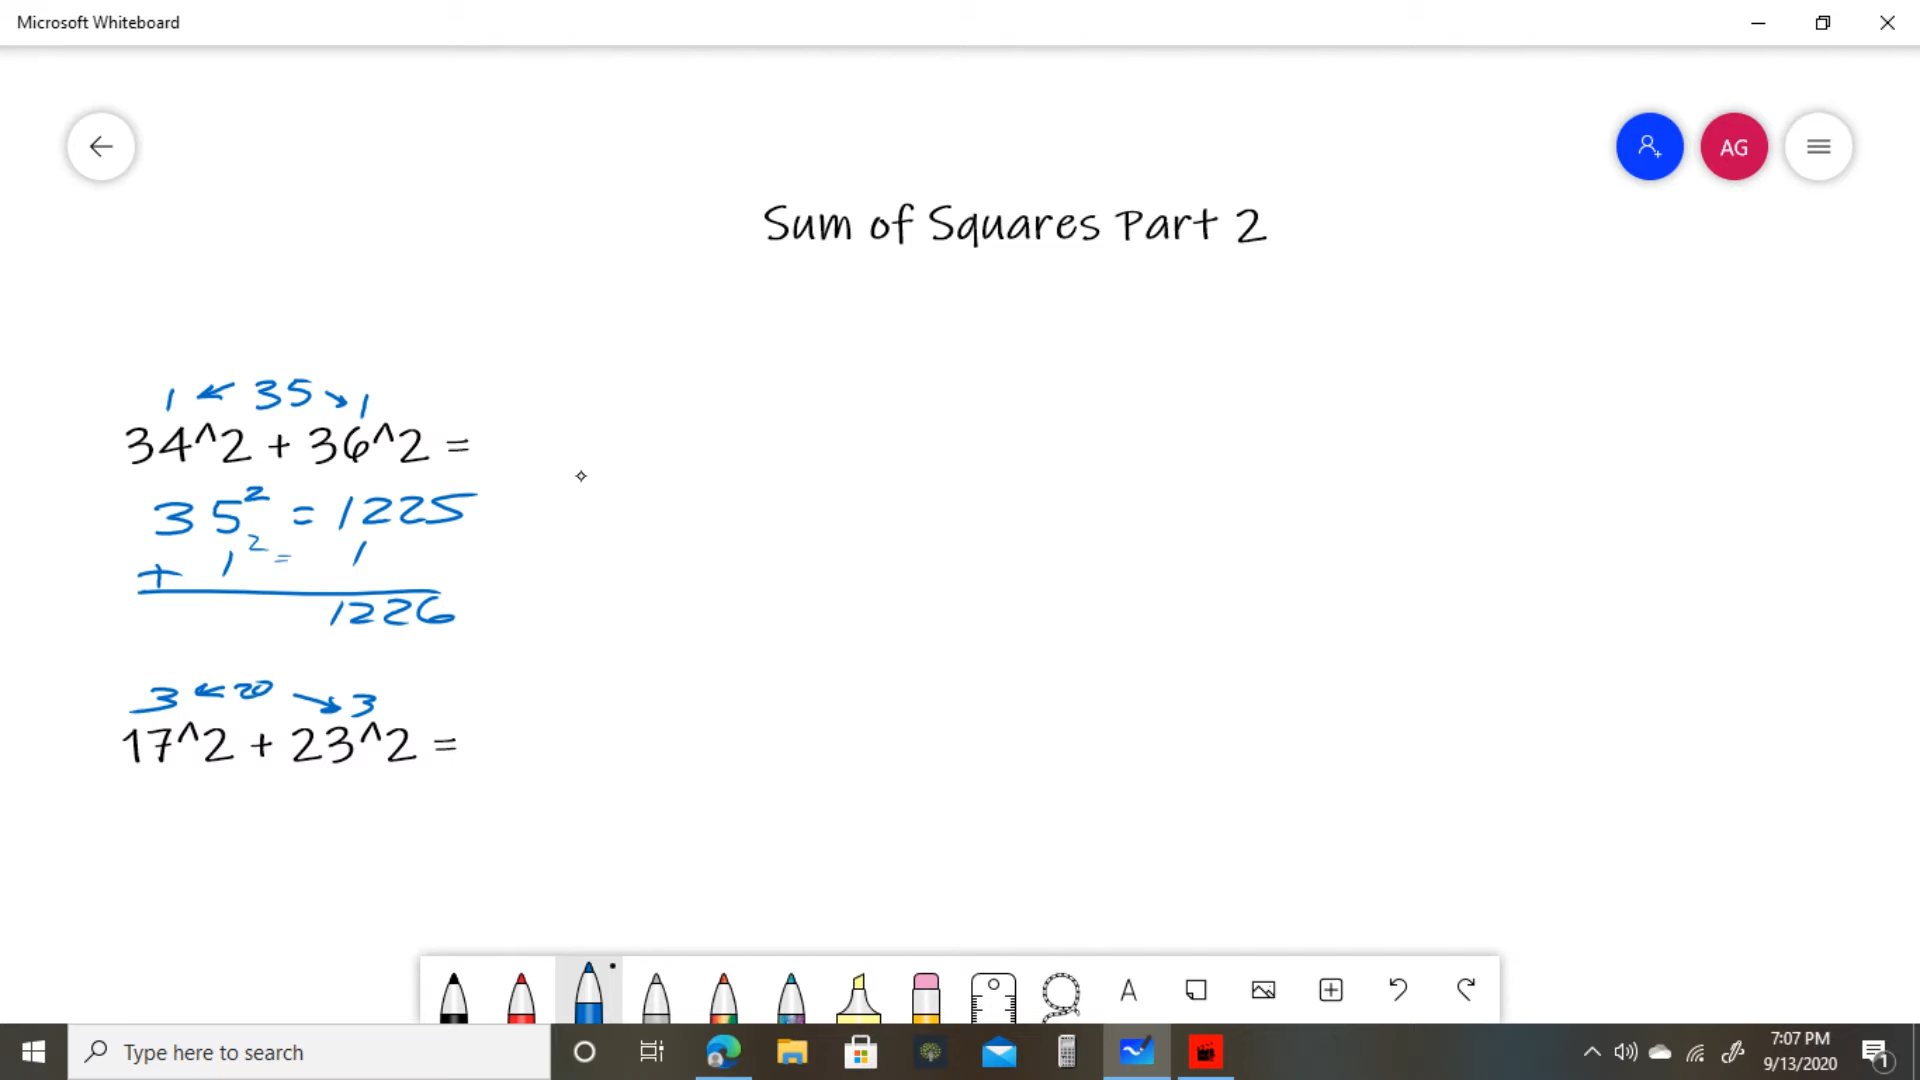 Microsoft Whiteboard
AG
Sum of Squares Part 2
1 ← 35 → 1
34^2 + 36^2 =
35² = 1225
+ 1² = 1
1226
3 ← 20 → 3
17^2 + 23^2 =
A
Type here to search
7:07 PM
9/13/2020
1